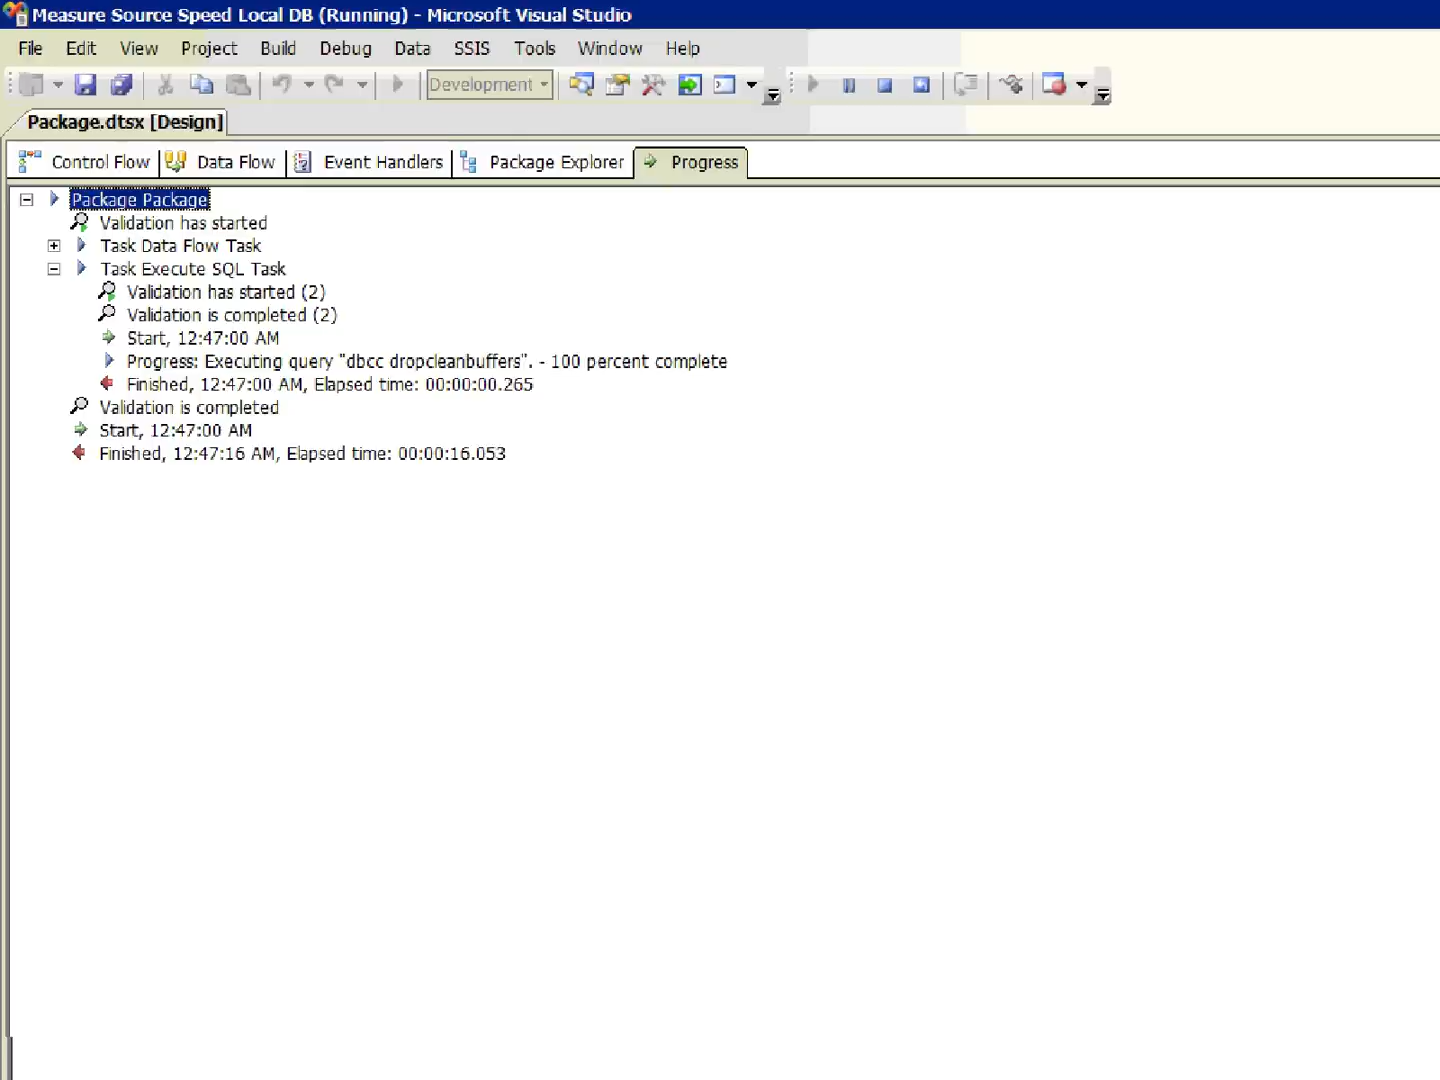 Measure Source Speed Local DB (Running) - Microsoft Visual Studio
File Edit View Project Build Debug Data SSIS Tools Window Help
Development
Package.dtsx [Design]
Control Flow Data Flow Event Handlers Package Explorer Progress
Package Package
Validation has started
Task Data Flow Task
Task Execute SQL Task
Validation has started (2)
Validation is completed (2)
Start, 12:47:00 AM
Progress: Executing query "dbcc dropcleanbuffers". - 100 percent complete
Finished, 12:47:00 AM, Elapsed time: 00:00:00.265
Validation is completed
Start, 12:47:00 AM
Finished, 12:47:16 AM, Elapsed time: 00:00:16.053